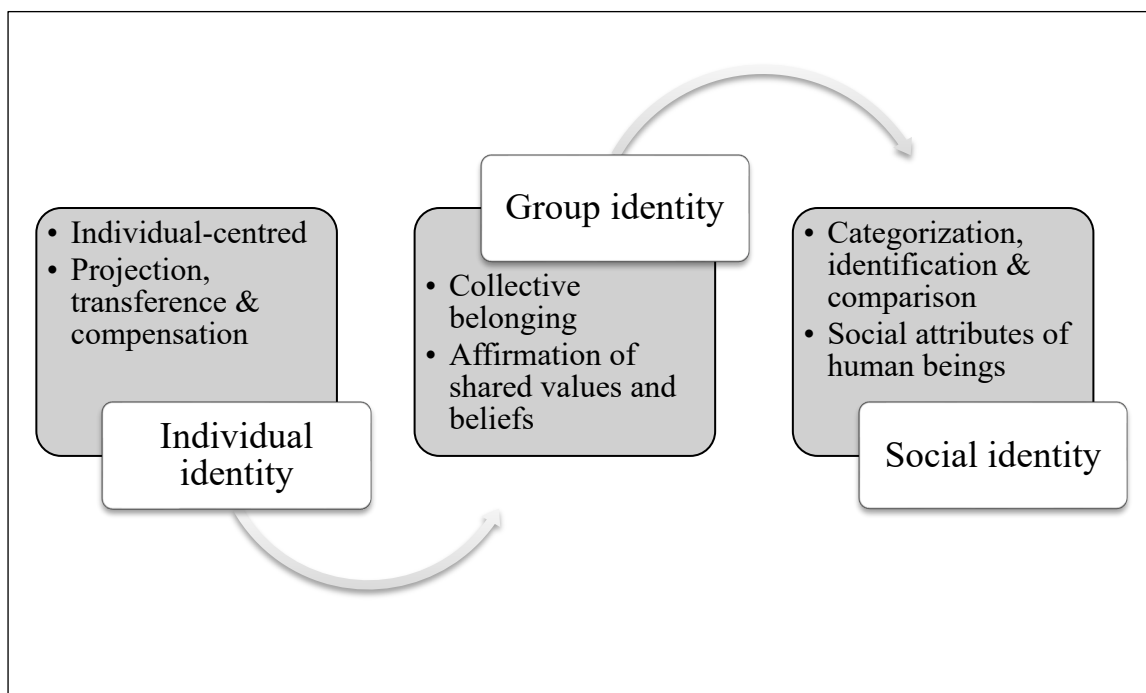 • Individual-centred
• Projection,
transference &
compensation
Individual
identity
Group identity
• Collective
belonging
• Affirmation of
shared values and
beliefs
• Categorization,
identification &
comparison
• Social attributes of
human beings
Social identity